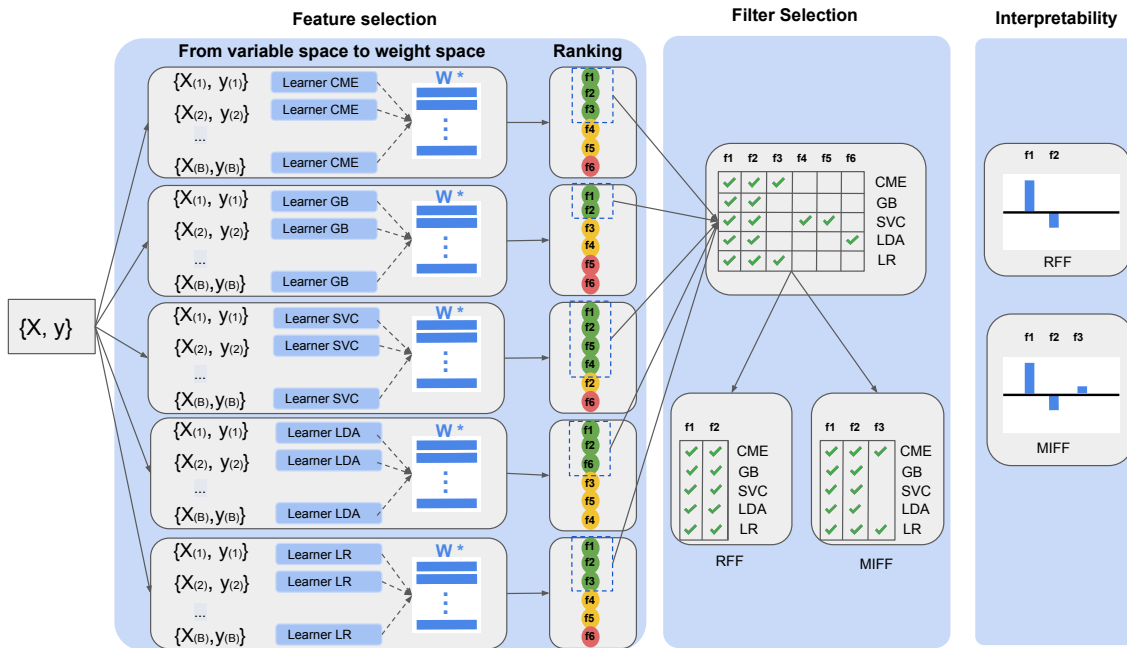 Feature selection
Filter Selection
Interpretability
From variable space to weight space
Ranking
{X, y}
{X(1), y(1)}
Learner CME
{X(2), y(2)}
Learner CME
...
{X(B),y(B)}
Learner CME
W *
f1
f2
f3
f4
f5
f6
{X(1), y(1)}
Learner GB
{X(2), y(2)}
Learner GB
...
{X(B),y(B)}
Learner GB
W *
f1
f2
f3
f4
f5
f6
{X(1), y(1)}
Learner SVC
{X(2), y(2)}
Learner SVC
...
{X(B),y(B)}
Learner SVC
W *
f1
f2
f5
f4
f2
f6
{X(1), y(1)}
Learner LDA
{X(2), y(2)}
Learner LDA
...
{X(B),y(B)}
Learner LDA
W *
f1
f2
f6
f3
f5
f4
{X(1), y(1)}
Learner LR
{X(2), y(2)}
Learner LR
...
{X(B),y(B)}
Learner LR
W *
f1
f2
f3
f4
f5
f6
f1 f2 f3 f4 f5 f6
CME
GB
SVC
LDA
LR
f1 f2
CME
GB
SVC
LDA
LR
RFF
f1 f2 f3
CME
GB
SVC
LDA
LR
MIFF
f1 f2
RFF
f1 f2 f3
MIFF